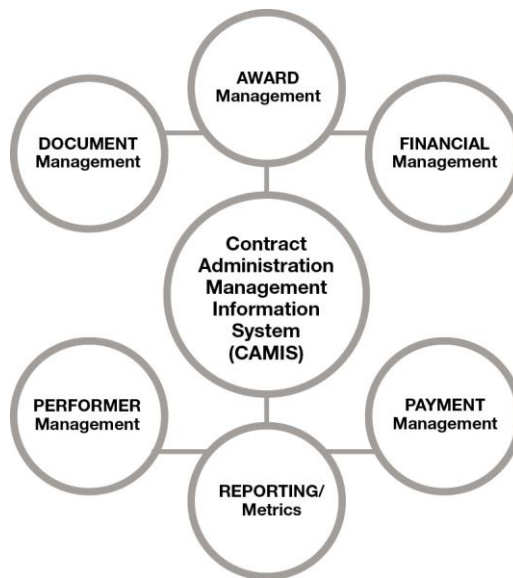 AWARD
Management
DOCUMENT
Management
FINANCIAL
Management
Contract
Administration
Management
Information
System
(CAMIS)
PERFORMER
Management
PAYMENT
Management
REPORTING/
Metrics